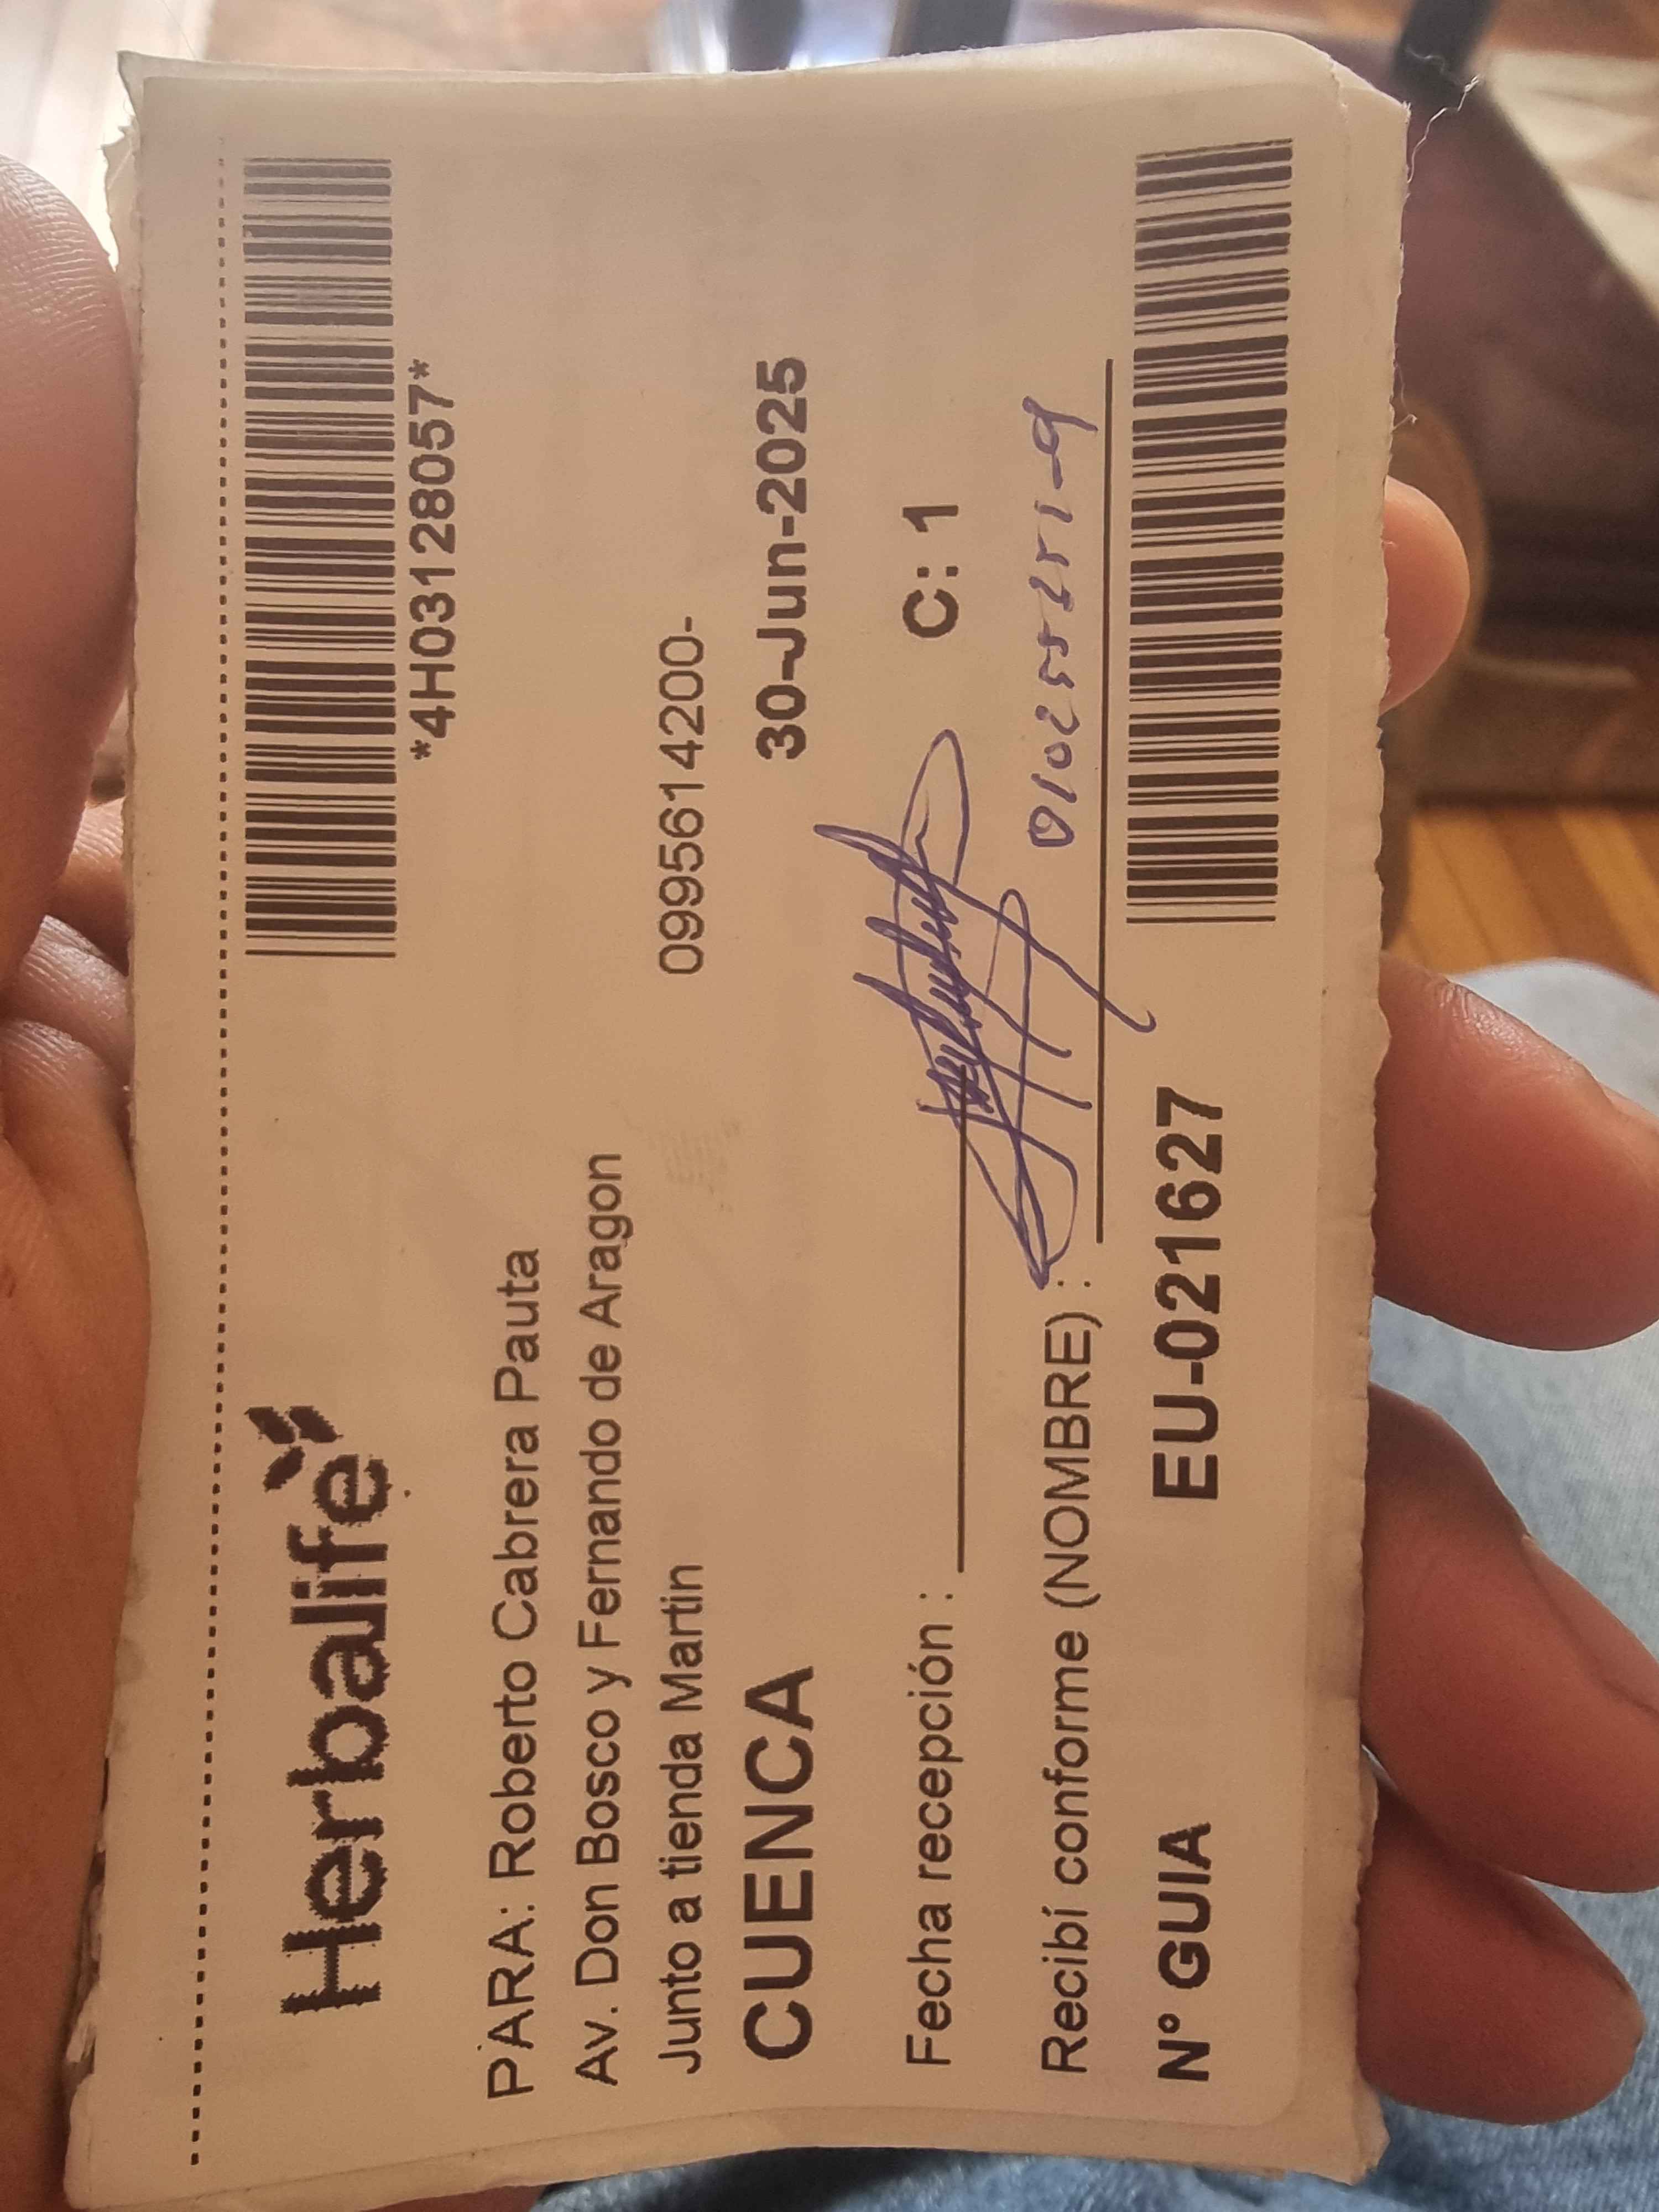 Herbalife
*4H03128057*
PARA: Roberto Cabrera Pauta
Av. Don Bosco y Fernando de Aragon
Junto a tienda Martin 0995614200-
CUENCA 30-Jun-2025
Fecha recepción : C: 1
Recibí conforme (NOMBRE) :
N° GUIA EU-021627